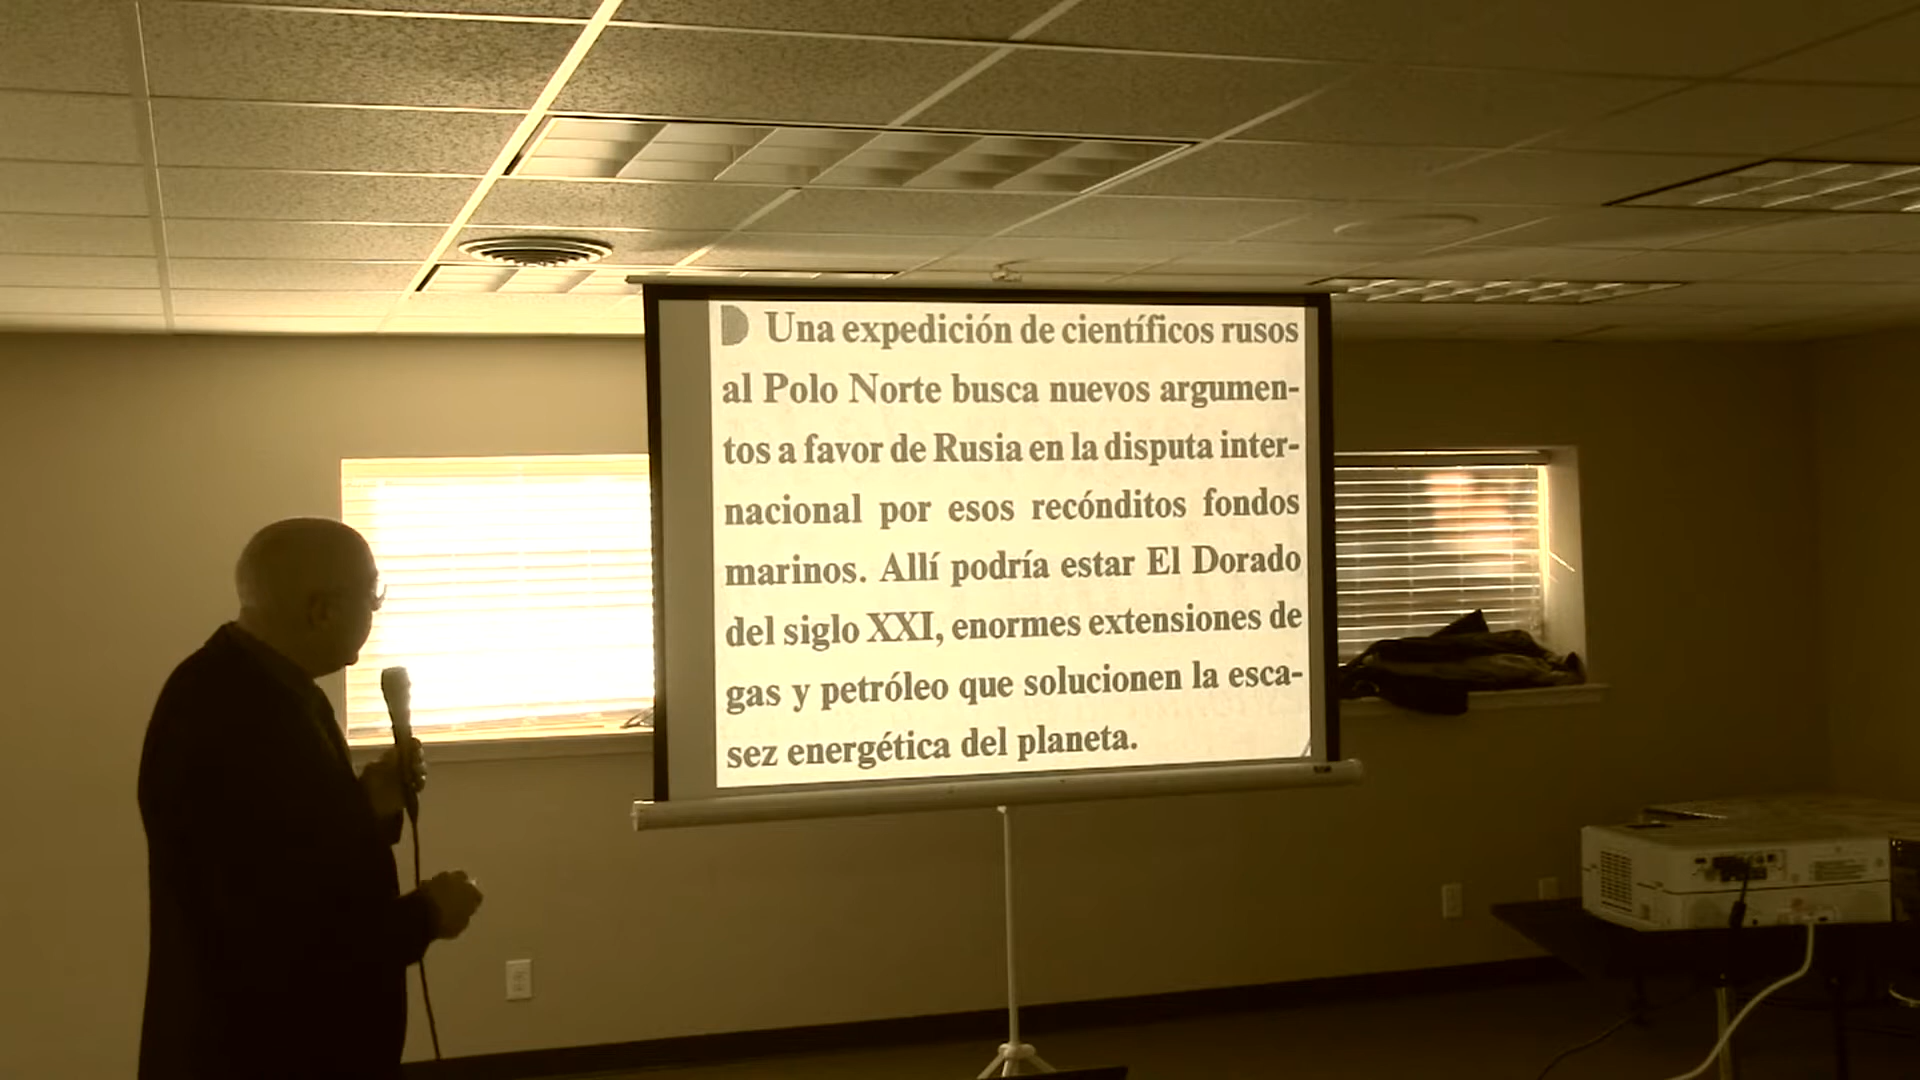 Una expedición de científicos rusos
al Polo Norte busca nuevos argumen-
tos a favor de Rusia en la disputa inter-
nacional por esos recónditos fondos
marinos. Allí podría estar El Dorado
del siglo XXI, enormes extensiones de
gas y petróleo que solucionen la esca-
sez energética del planeta.